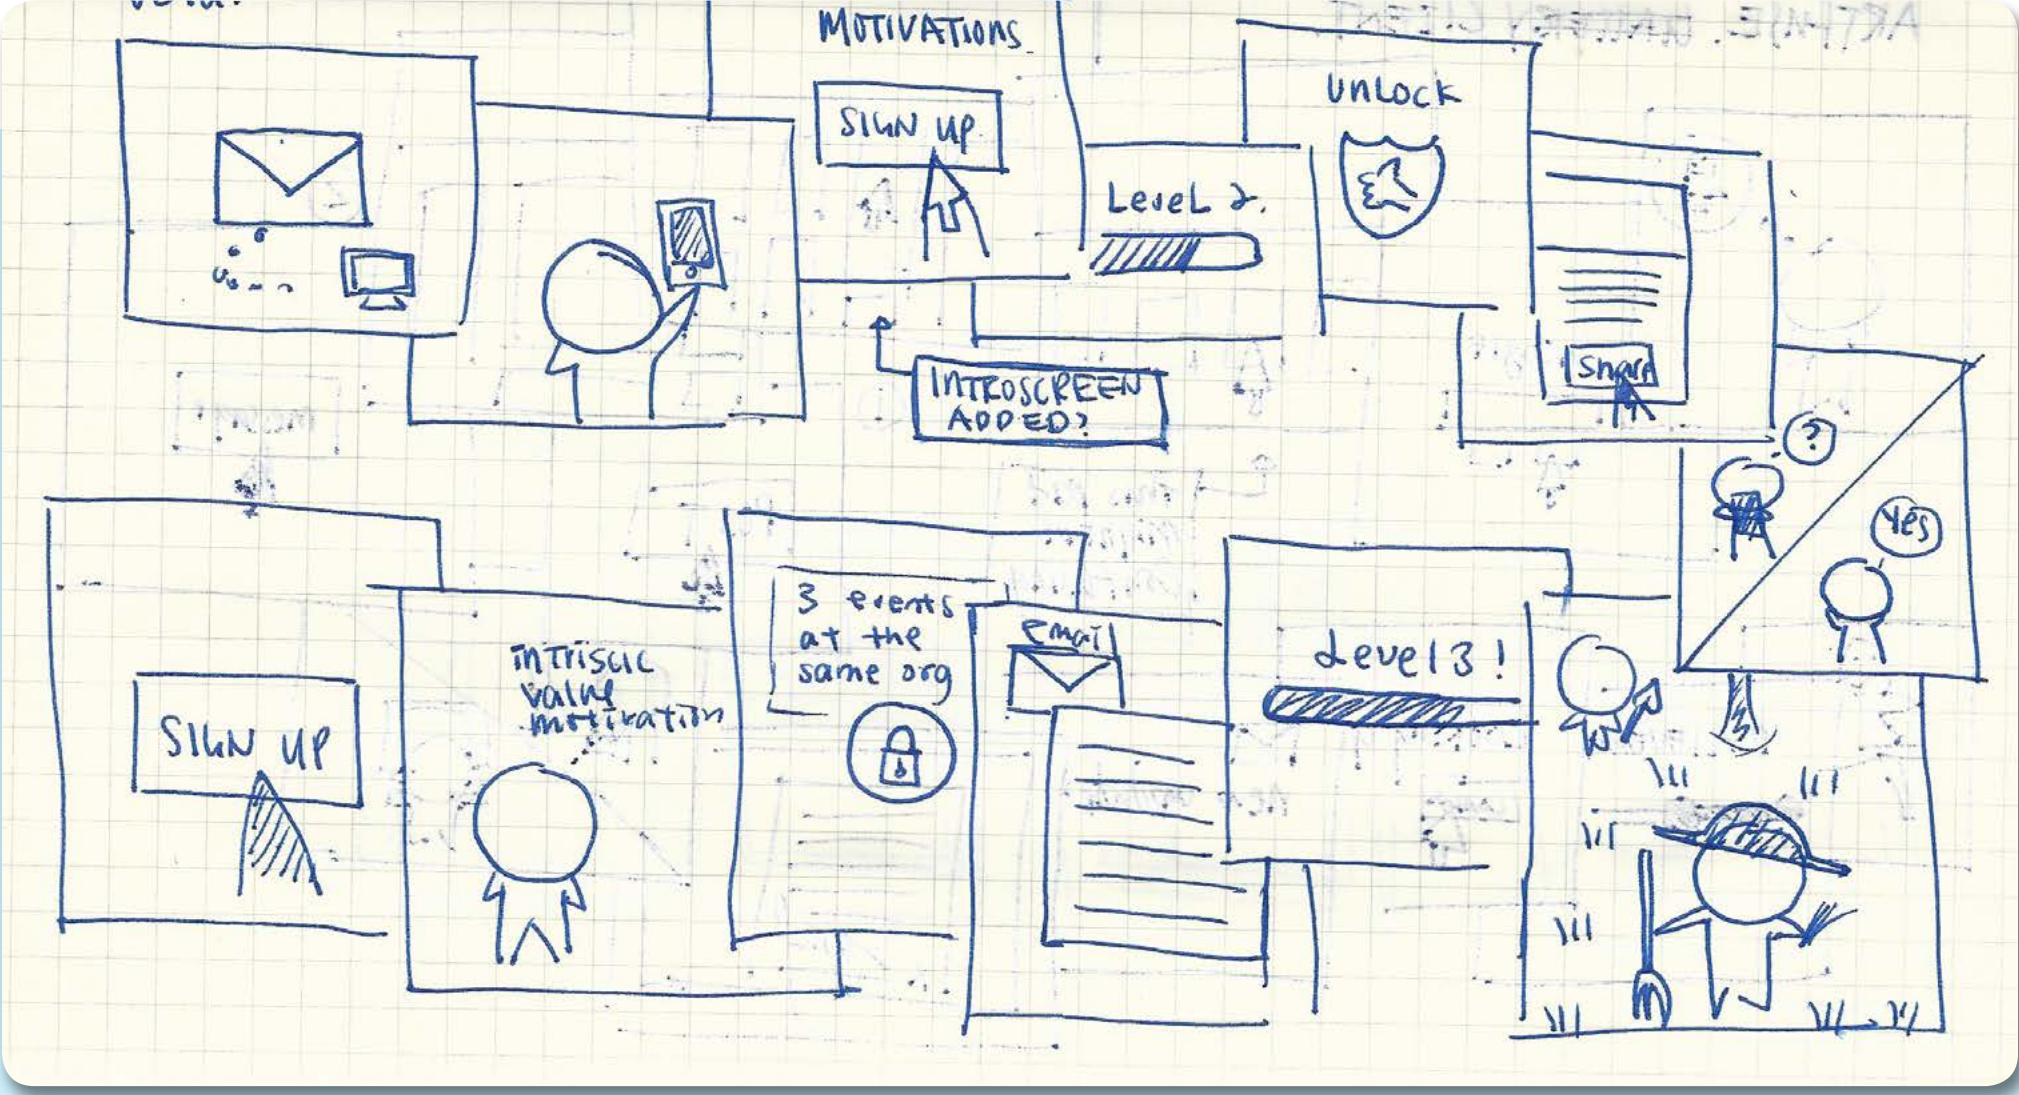 MOTIVATIONS
SIGN UP
Level 2.
UNLOCK
Share
INTROSCREEN
ADDED?
?
Yes
SIGN UP
intrisic
value
motivation
3 events
at the
same org
email
Level 3!